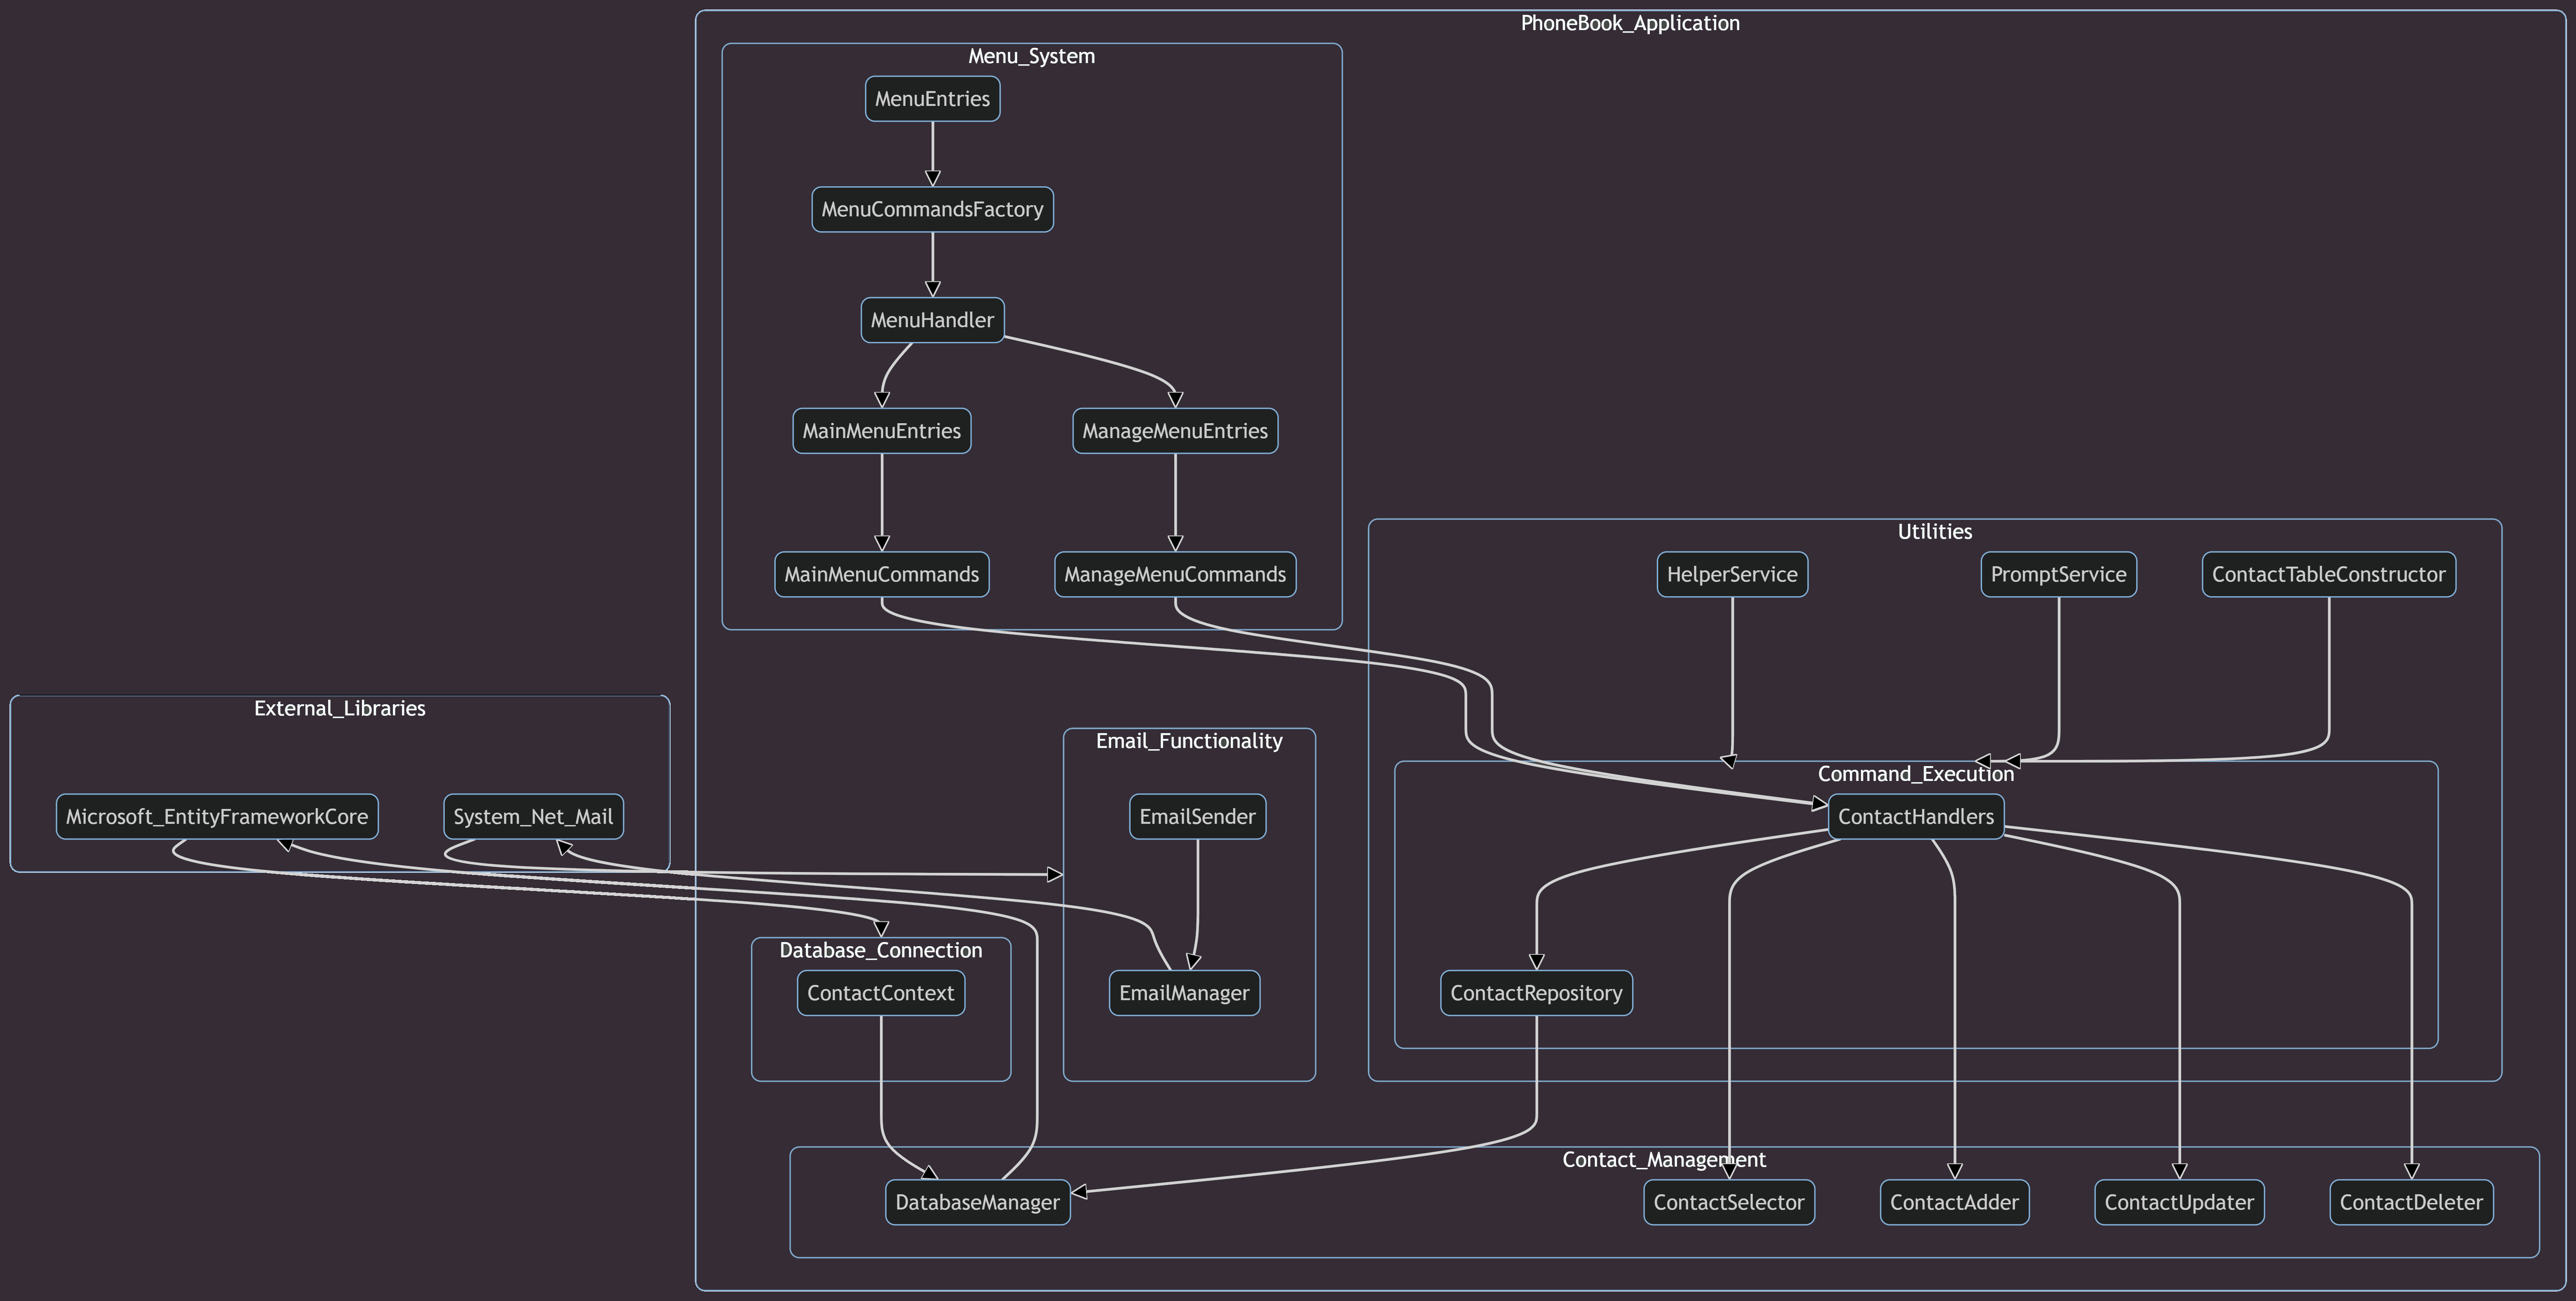 PhoneBook_Application
Menu_System
MenuEntries
MenuCommandsFactory
MenuHandler
MainMenuEntries
ManageMenuEntries
MainMenuCommands
ManageMenuCommands
Utilities
HelperService
PromptService
ContactTableConstructor
External_Libraries
Microsoft_EntityFrameworkCore
System_Net_Mail
Email_Functionality
EmailSender
EmailManager
Command_Execution
ContactHandlers
ContactRepository
Database_Connection
ContactContext
Contact_Management
DatabaseManager
ContactSelector
ContactAdder
ContactUpdater
ContactDeleter